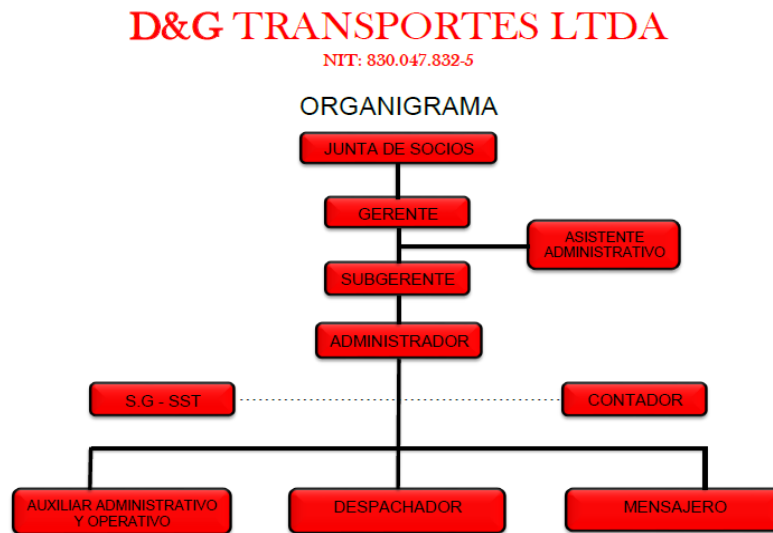 D&G TRANSPORTES LTDA
NIT: 830.047.832-5
ORGANIGRAMA
JUNTA DE SOCIOS
GERENTE
ASISTENTE
ADMINISTRATIVO
SUBGERENTE
ADMINISTRADOR
S.G - SST
CONTADOR
AUXILIAR ADMINISTRATIVO
Y OPERATIVO
DESPACHADOR
MENSAJERO